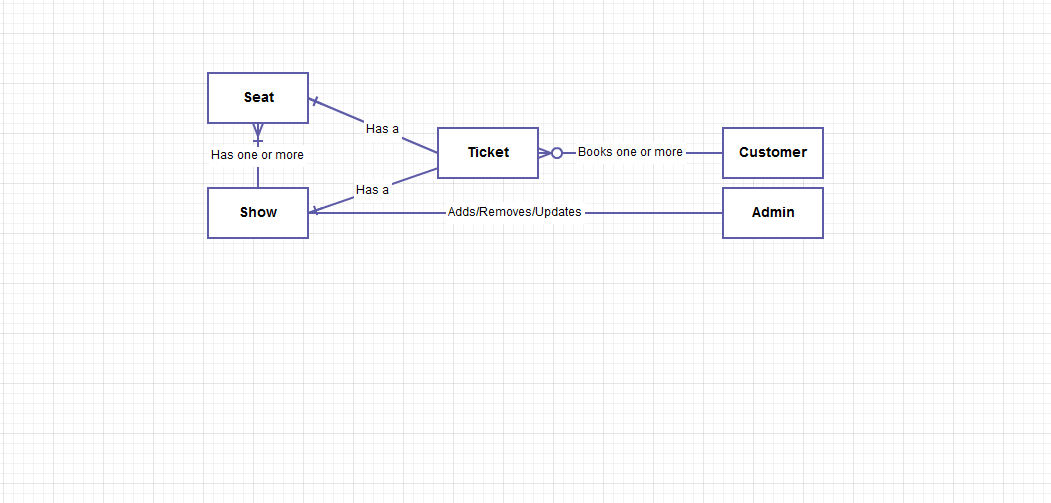 Seat
Has a
Has one or more
Ticket
Books one or more
Customer
Has a
Show
Adds/Removes/Updates
Admin